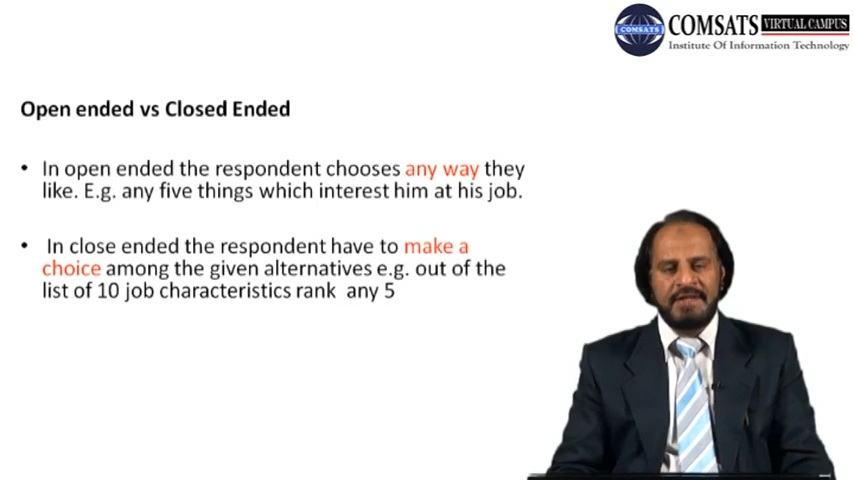 COMSATS VIRTUAL CAMPUS
Institute Of Information Technology
COMSATS
Open ended vs Closed Ended
• In open ended the respondent chooses any way they
like. E.g. any five things which interest him at his job.
• In close ended the respondent have to make a
choice among the given alternatives e.g. out of the
list of 10 job characteristics rank any 5